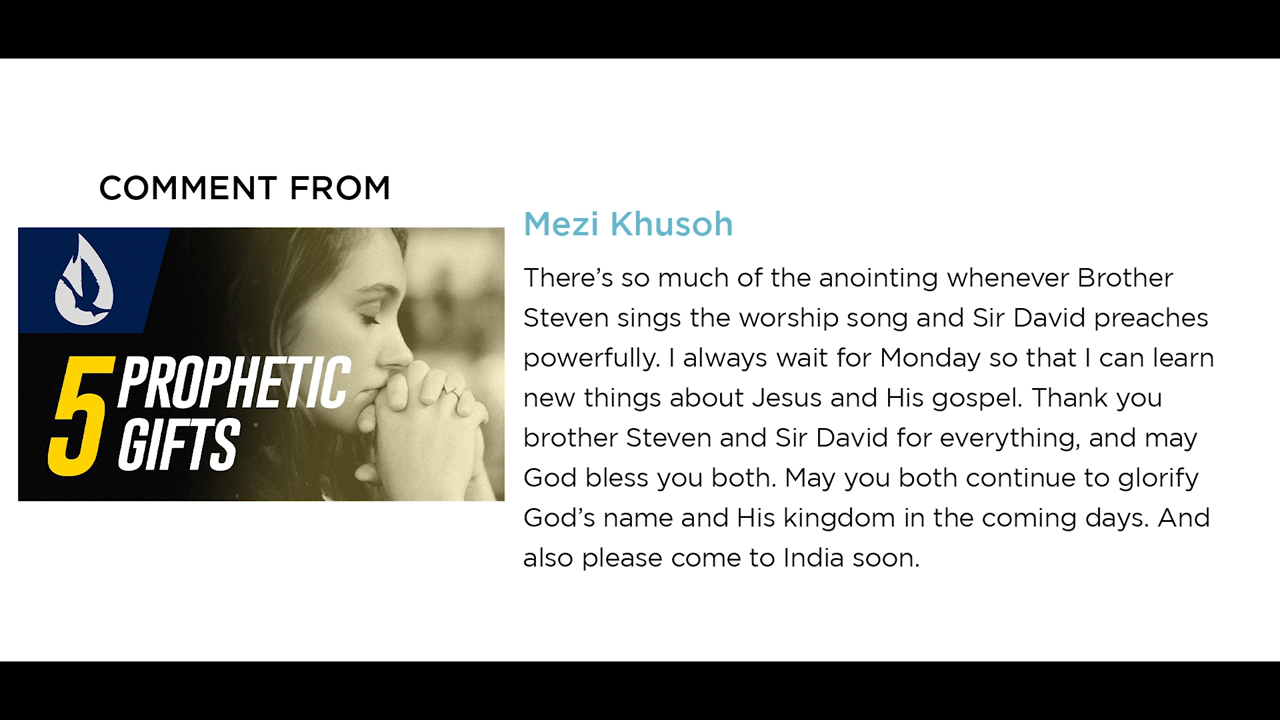 COMMENT FROM
5 PROPHETIC
GIFTS
Mezi Khusoh
There’s so much of the anointing whenever Brother
Steven sings the worship song and Sir David preaches
powerfully. I always wait for Monday so that I can learn
new things about Jesus and His gospel. Thank you
brother Steven and Sir David for everything, and may
God bless you both. May you both continue to glorify
God’s name and His kingdom in the coming days. And
also please come to India soon.